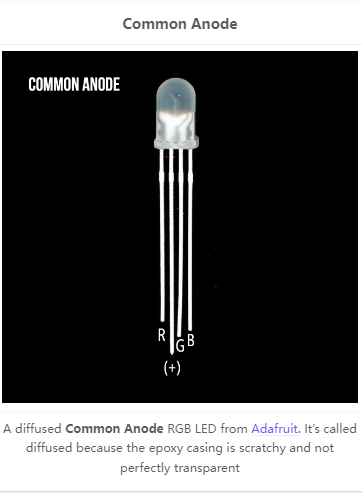 Common Anode
COMMON ANODE
R
G
B
(+)
A diffused Common Anode RGB LED from Adafruit. It’s called
diffused because the epoxy casing is scratchy and not
perfectly transparent